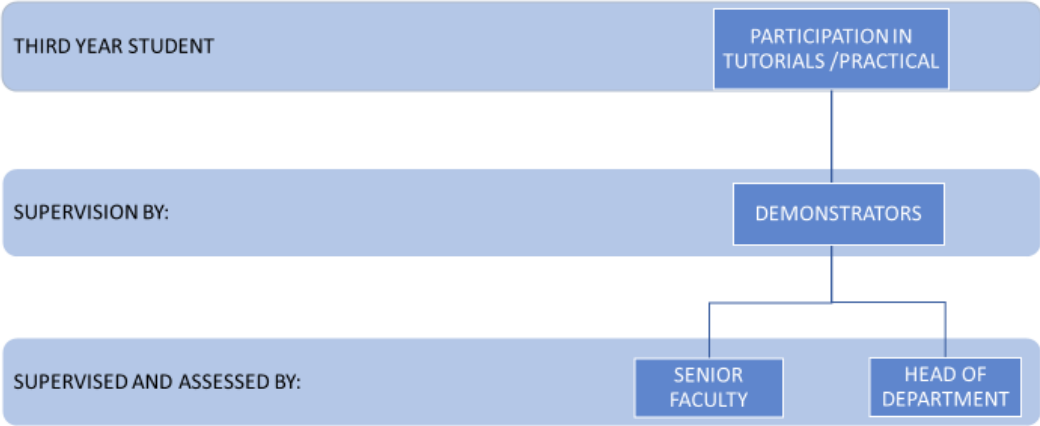 THIRD YEAR STUDENT
PARTICIPATION IN
TUTORIALS /PRACTICAL
SUPERVISION BY:
DEMONSTRATORS
SUPERVISED AND ASSESSED BY:
SENIOR
FACULTY
HEAD OF
DEPARTMENT